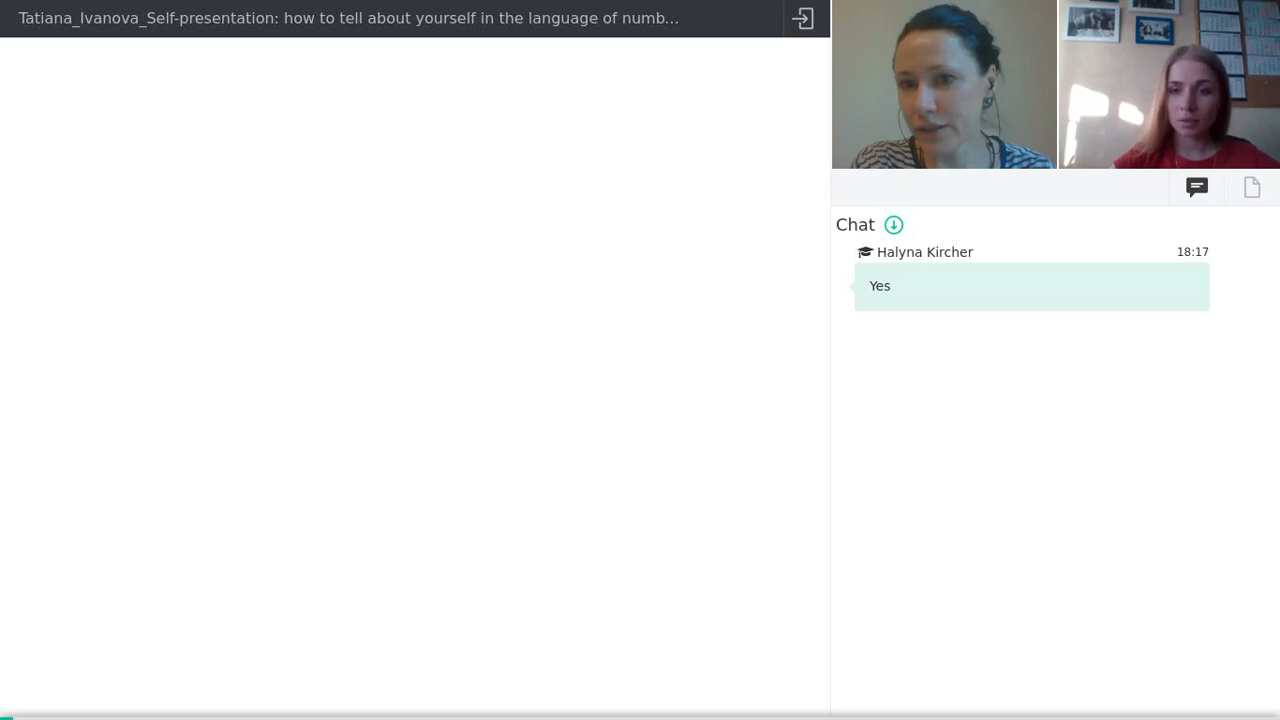 Tatiana_Ivanova_Self-presentation: how to tell about yourself in the language of numb...
Chat
Halyna Kircher 18:17
Yes